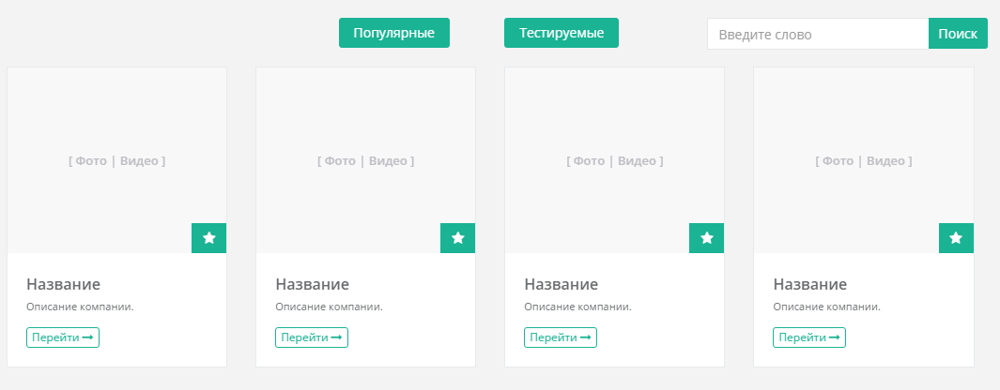 Популярные
Тестируемые
Введите слово
Поиск
[ Фото | Видео ]
[ Фото | Видео ]
[ Фото | Видео ]
[ Фото | Видео ]
Название
Название
Название
Название
Описание компании.
Описание компании.
Описание компании.
Описание компании.
Перейти
Перейти
Перейти
Перейти